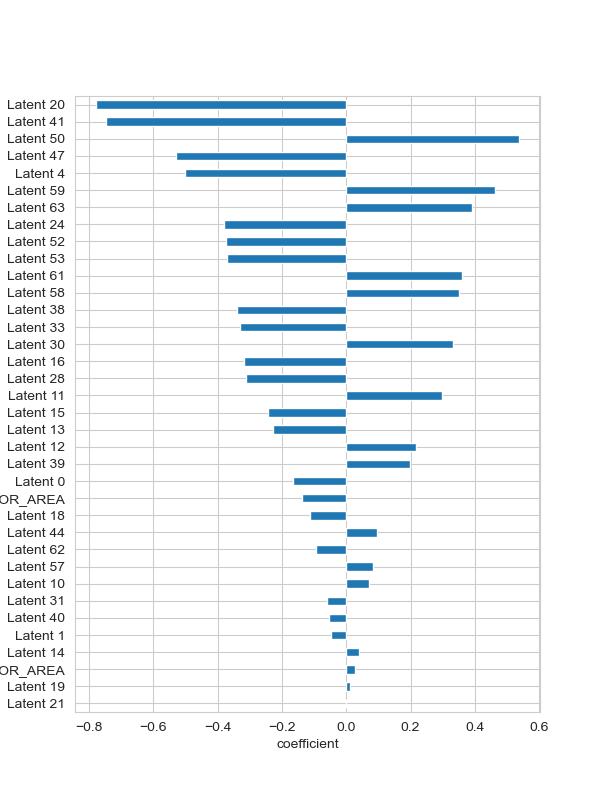 Latent 20
Latent 41
Latent 50
Latent 47
Latent 4
Latent 59
Latent 63
Latent 24
Latent 52
Latent 53
Latent 61
Latent 58
Latent 38
Latent 33
Latent 30
Latent 16
Latent 28
Latent 11
Latent 15
Latent 13
Latent 12
Latent 39
Latent 0
OR_AREA
Latent 18
Latent 44
Latent 62
Latent 57
Latent 10
Latent 31
Latent 40
Latent 1
Latent 14
OR_AREA
Latent 19
Latent 21
−0.8 −0.6 −0.4 −0.2 0.0 0.2 0.4 0.6
coefficient